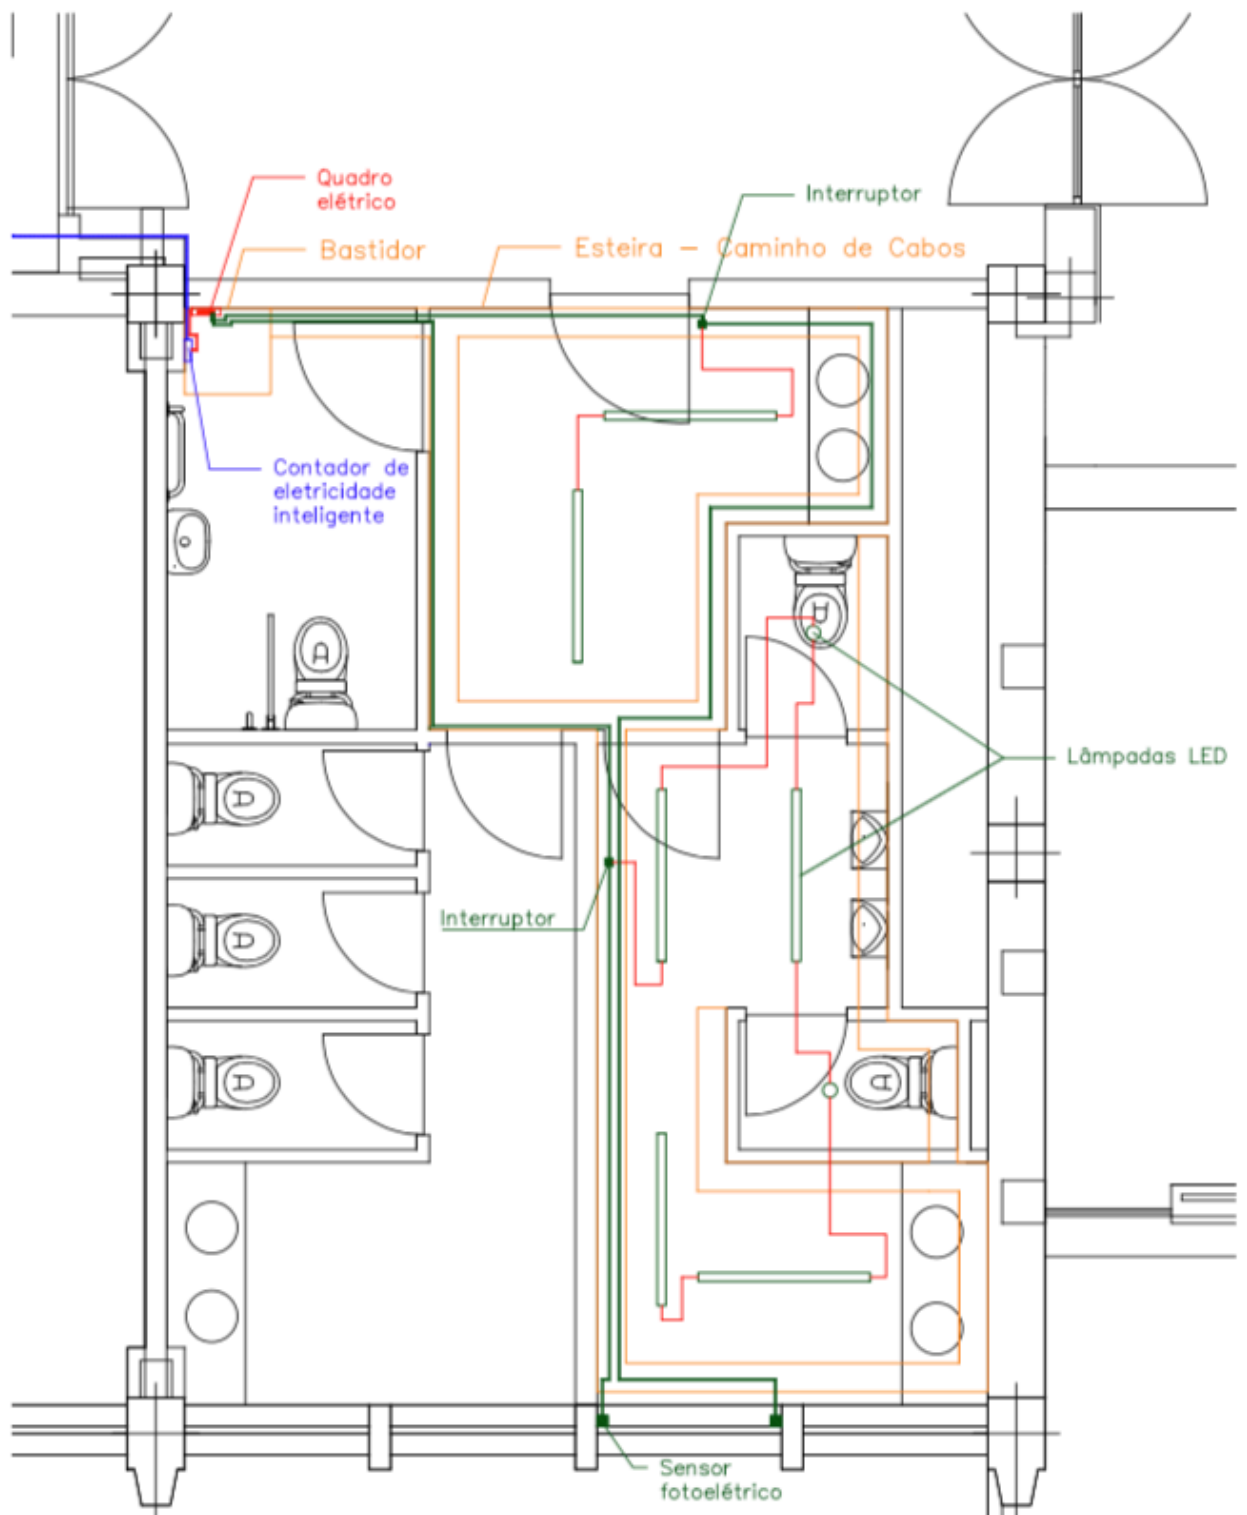 Quadro
elétrico
Interruptor
Bastidor
Esteira – Caminho de Cabos
Contador de
eletricidade
inteligente
Lâmpadas LED
Interruptor
Sensor
fotoelétrico